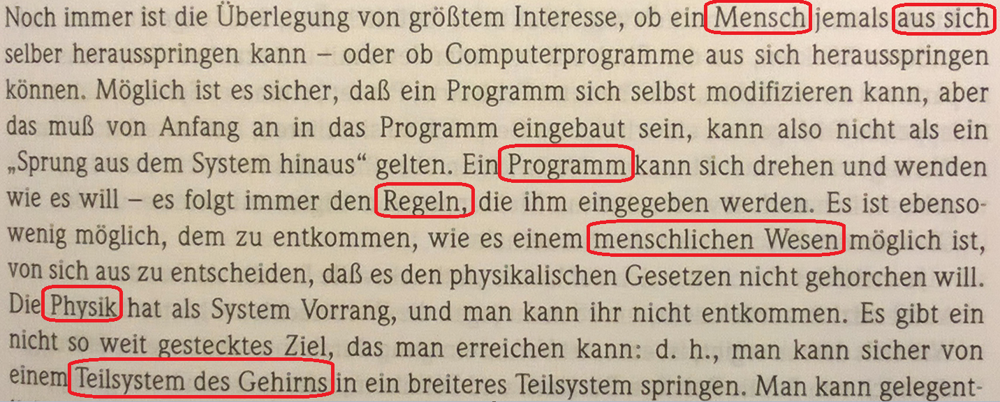 Noch immer ist die Überlegung von größtem Interesse, ob ein Mensch jemals aus sich
selber herausspringen kann – oder ob Computerprogramme aus sich herausspringen
können. Möglich ist es sicher, daß ein Programm sich selbst modifizieren kann, aber
das muß von Anfang an in das Programm eingebaut sein, kann also nicht als ein
„Sprung aus dem System hinaus“ gelten. Ein Programm kann sich drehen und wenden
wie es will – es folgt immer den Regeln, die ihm eingegeben werden. Es ist ebenso-
wenig möglich, dem zu entkommen, wie es einem menschlichen Wesen möglich ist,
von sich aus zu entscheiden, daß es den physikalischen Gesetzen nicht gehorchen will.
Die Physik hat als System Vorrang, und man kann ihr nicht entkommen. Es gibt ein
nicht so weit gestecktes Ziel, das man erreichen kann: d. h., man kann sicher von
einem Teilsystem des Gehirns in ein breiteres Teilsystem springen. Man kann gelegent-